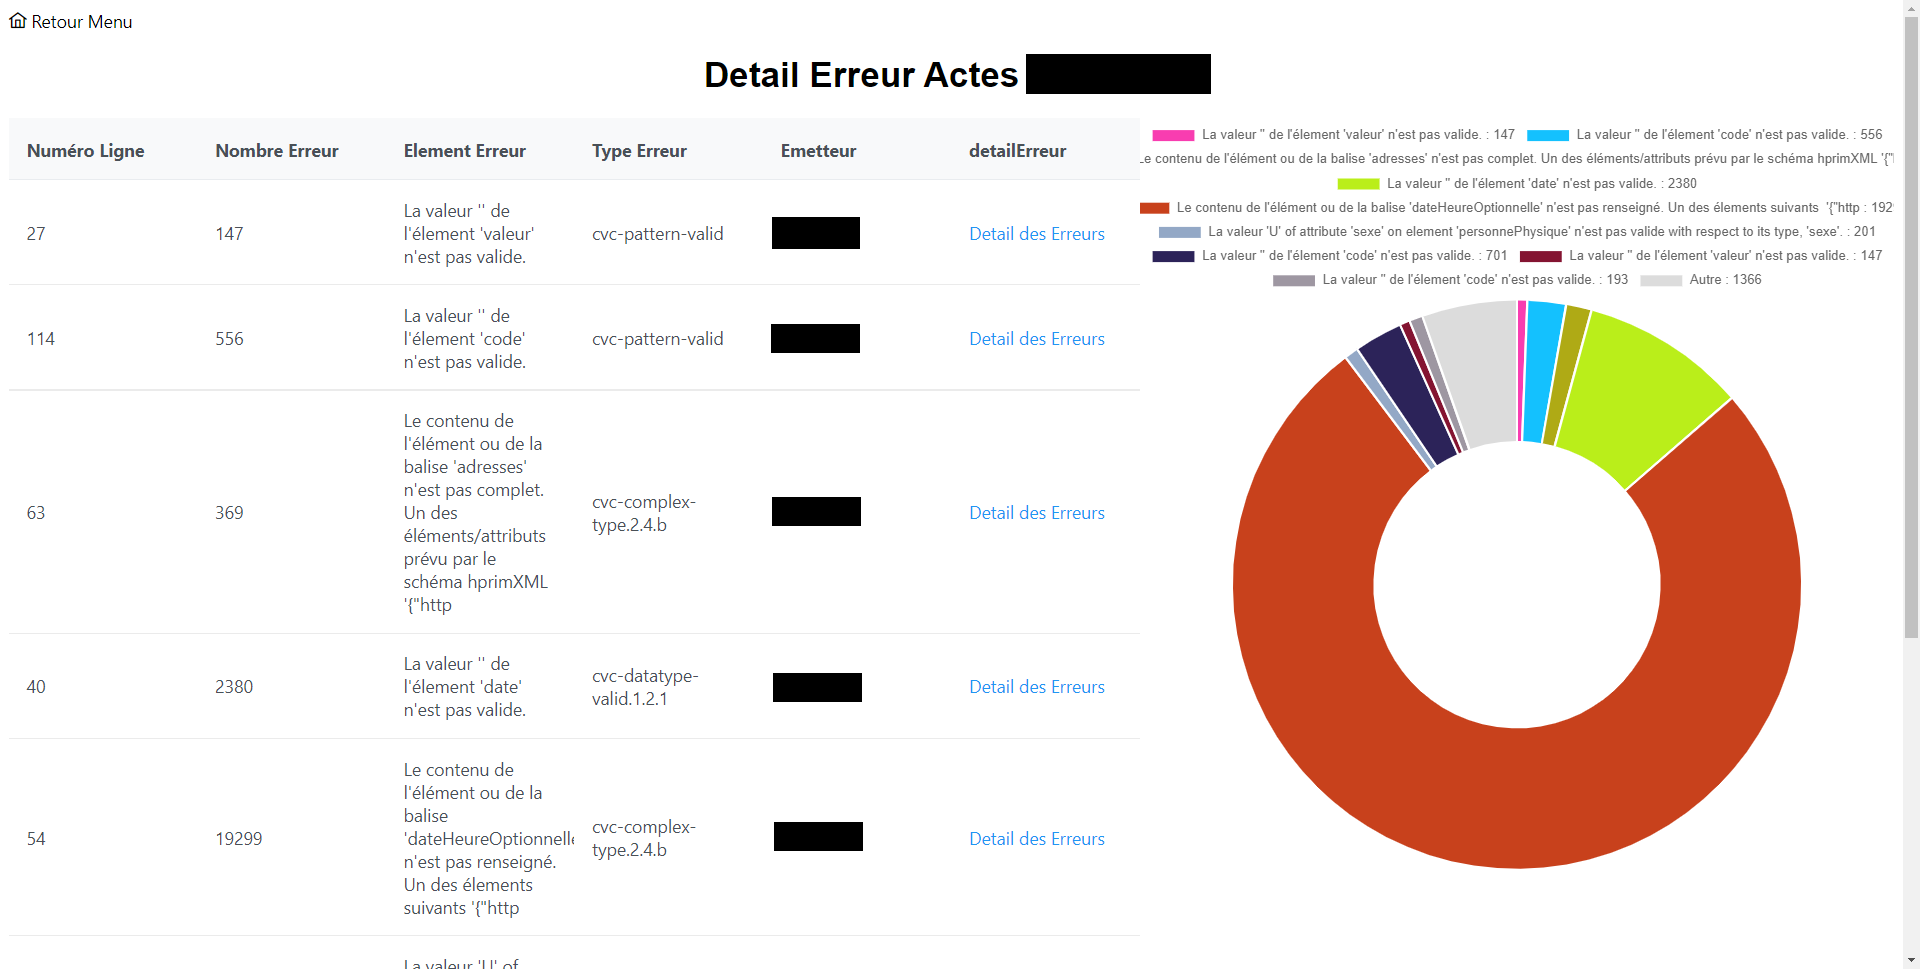 Retour Menu
Detail Erreur Actes
Numéro Ligne Nombre Erreur Element Erreur Type Erreur Emetteur detailErreur
27 147 La valeur '' de
l'élement 'valeur'
n'est pas valide. cvc-pattern-valid Detail des Erreurs
114 556 La valeur '' de
l'élement 'code'
n'est pas valide. cvc-pattern-valid Detail des Erreurs
63 369 Le contenu de
l'élément ou de la
balise 'adresses'
n'est pas complet.
Un des
éléments/attributs
prévu par le
schéma hprimXML
'{"http cvc-complex-
type.2.4.b Detail des Erreurs
40 2380 La valeur '' de
l'élement 'date'
n'est pas valide. cvc-datatype-
valid.1.2.1 Detail des Erreurs
54 19299 Le contenu de
l'élément ou de la
balise
'dateHeureOptionnelle
n'est pas renseigné.
Un des élements
suivants '{"http cvc-complex-
type.2.4.b Detail des Erreurs
La valeur 'U' of
La valeur '' de l'élement 'valeur' n'est pas valide. : 147 La valeur '' de l'élement 'code' n'est pas valide. : 556
Le contenu de l'élément ou de la balise 'adresses' n'est pas complet. Un des éléments/attributs prévu par le schéma hprimXML '{"
La valeur '' de l'élement 'date' n'est pas valide. : 2380
Le contenu de l'élément ou de la balise 'dateHeureOptionnelle' n'est pas renseigné. Un des élements suivants '{"http : 192
La valeur 'U' of attribute 'sexe' on element 'personnePhysique' n'est pas valide with respect to its type, 'sexe'. : 201
La valeur '' de l'élement 'code' n'est pas valide. : 701 La valeur '' de l'élement 'valeur' n'est pas valide. : 147
La valeur '' de l'élement 'code' n'est pas valide. : 193 Autre : 1366